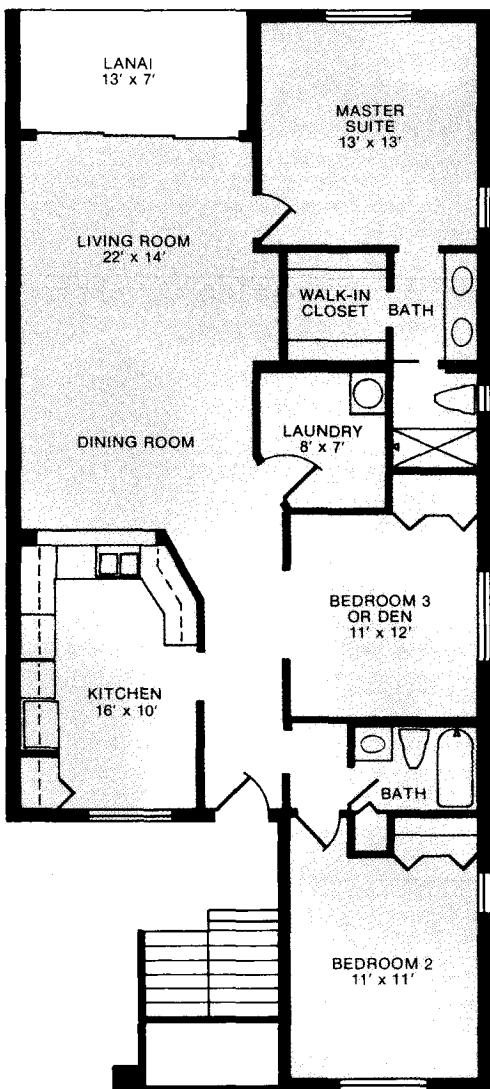 LANAI
13' x 7'
MASTER
SUITE
13' x 13'
LIVING ROOM
22' x 14'
WALK-IN
CLOSET
BATH
DINING ROOM
LAUNDRY
8' x 7'
BEDROOM 3
OR DEN
11' x 12'
KITCHEN
16' x 10'
BATH
BEDROOM 2
11' x 11'